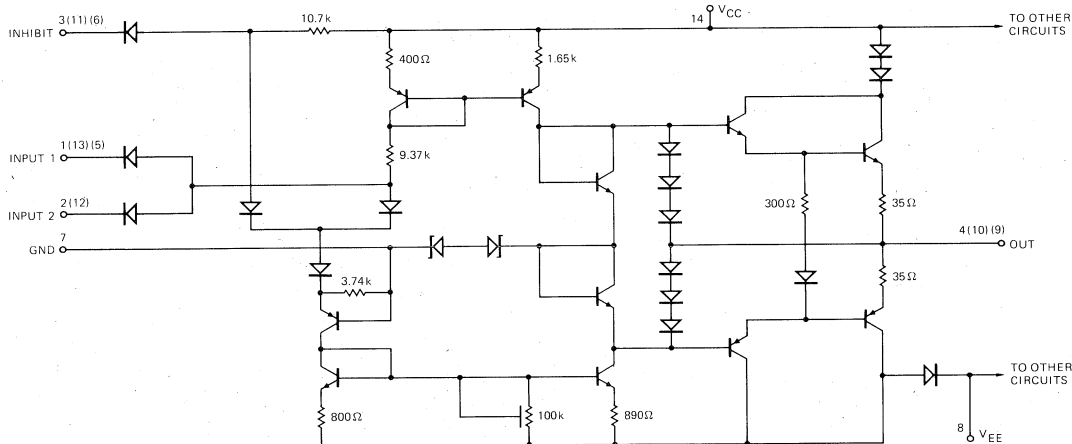 3(11)(6)
INHIBIT
10.7k
14
VCC
TO OTHER
CIRCUITS
400Ω
1.65k
1(13)(5)
INPUT 1
9.37k
2(12)
INPUT 2
300Ω
35Ω
7
GND
4(10)(9)
OUT
3.74k
35Ω
TO OTHER
CIRCUITS
800Ω
100k
890Ω
8
VEE